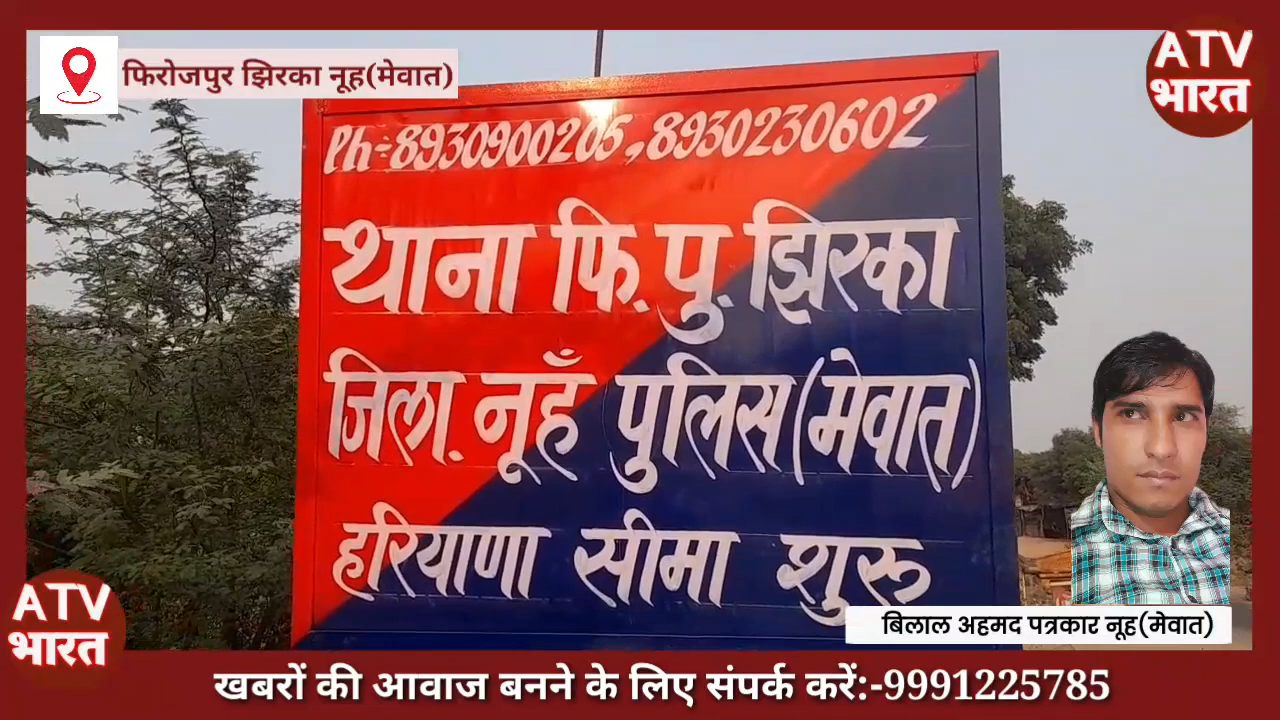 फिरोजपुर झिरका नूह(मेवात)
ATV
भारत
Ph=8930900205,8930230602
थाना फि. पु. झिरका
जिला. नूहँ पुलिस (मेवात)
हरियाणा सीमा शुरू
बिलाल अहमद पत्रकार नूह(मेवात)
ATV
भारत
खबरों की आवाज बनने के लिए संपर्क करें:-9991225785